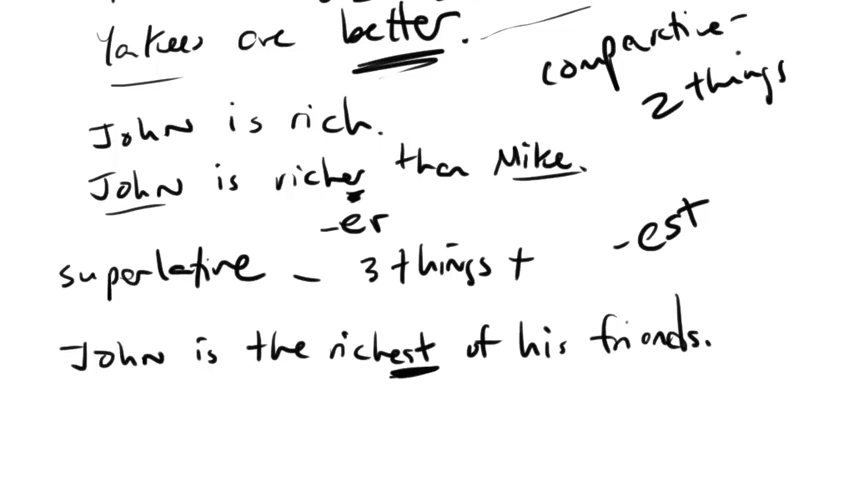 Yakees are better.
comparative -
2 things
John is rich.
John is richer than Mike.
-er
superlative - 3 things +
-est
John is the richest of his friends.